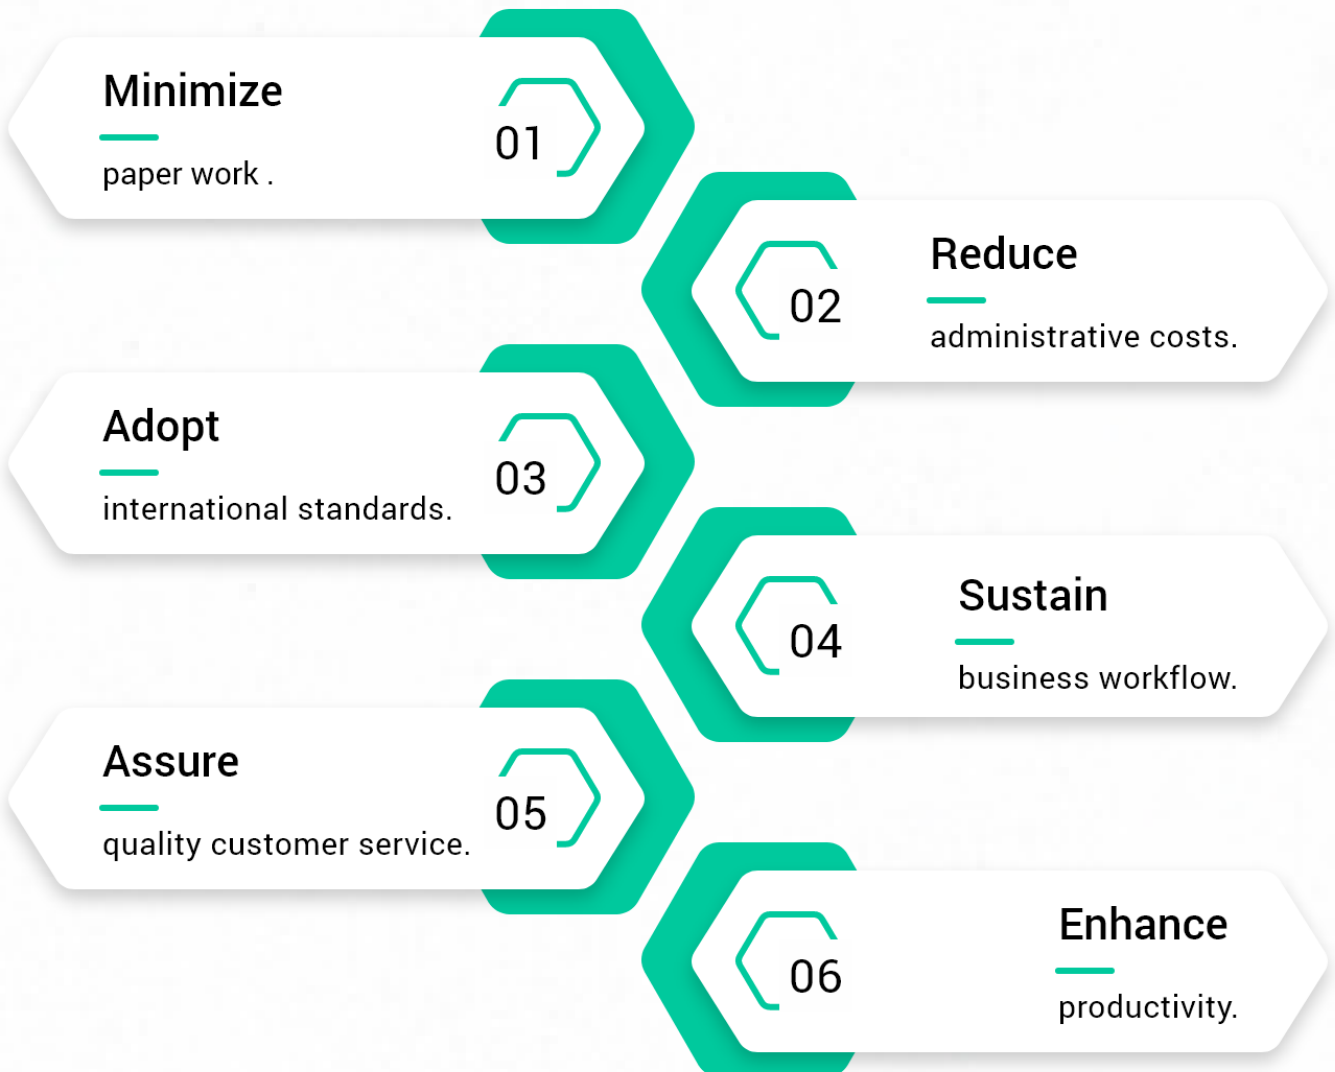 Minimize
01
paper work .
Reduce
02
administrative costs.
Adopt
03
international standards.
Sustain
04
business workflow.
Assure
05
quality customer service.
Enhance
06
productivity.